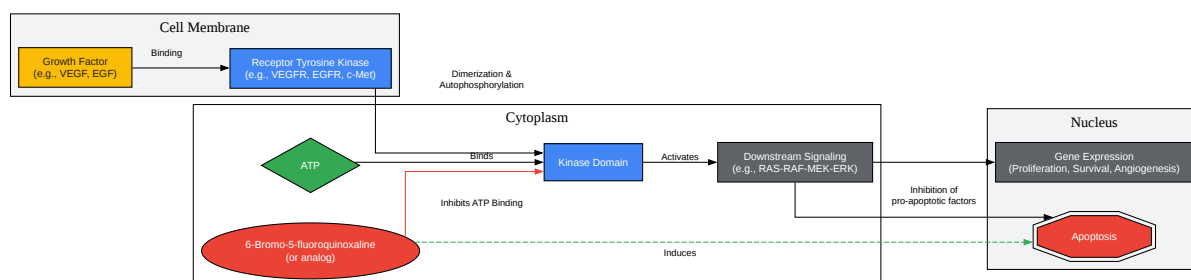 Cell Membrane
Growth Factor
(e.g., VEGF, EGF)
Binding
Receptor Tyrosine Kinase
(e.g., VEGFR, EGFR, c-Met)
Dimerization &
Autophosphorylation
Cytoplasm
ATP
Binds
Kinase Domain
Activates
Downstream Signaling
(e.g., RAS-RAF-MEK-ERK)
Nucleus
Gene Expression
(Proliferation, Survival, Angiogenesis)
Inhibits ATP Binding
Inhibition of
pro-apoptotic factors
6-Bromo-5-fluoroquinoxaline
(or analog)
Induces
Apoptosis